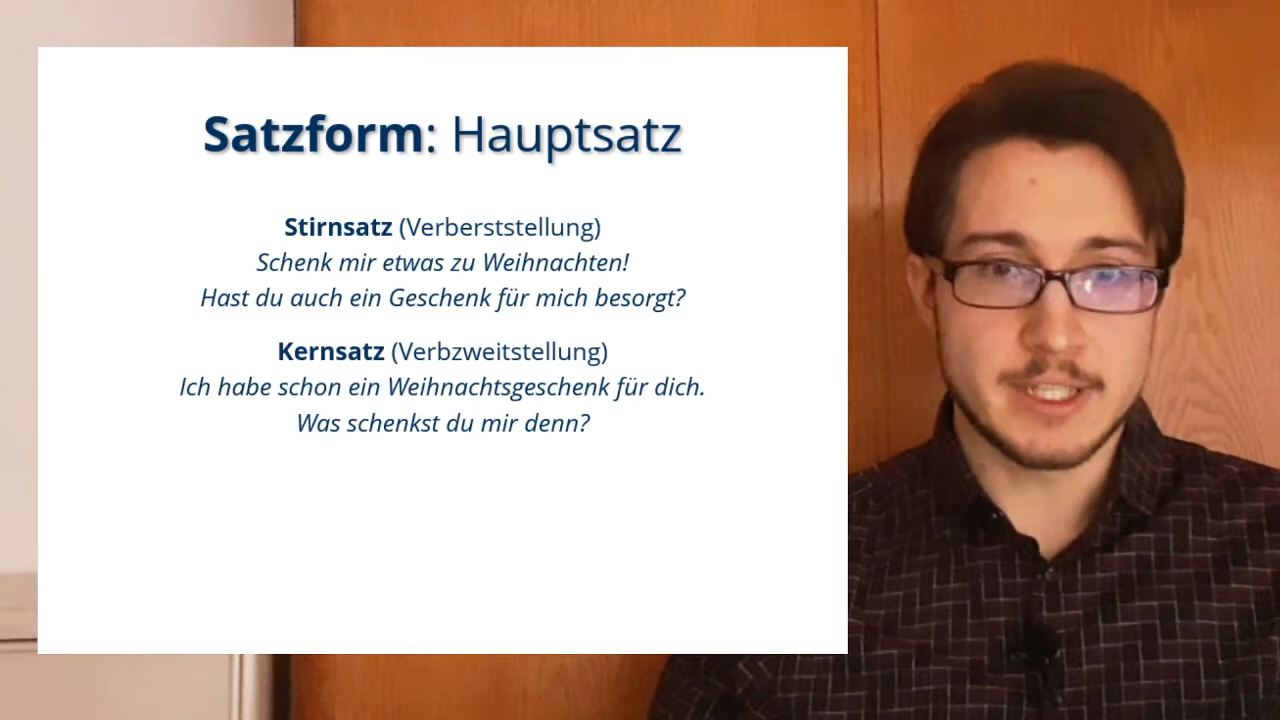 Satzform: Hauptsatz
Stirnsatz (Verberststellung)
Schenk mir etwas zu Weihnachten!
Hast du auch ein Geschenk für mich besorgt?
Kernsatz (Verbzweitstellung)
Ich habe schon ein Weihnachtsgeschenk für dich.
Was schenkst du mir denn?